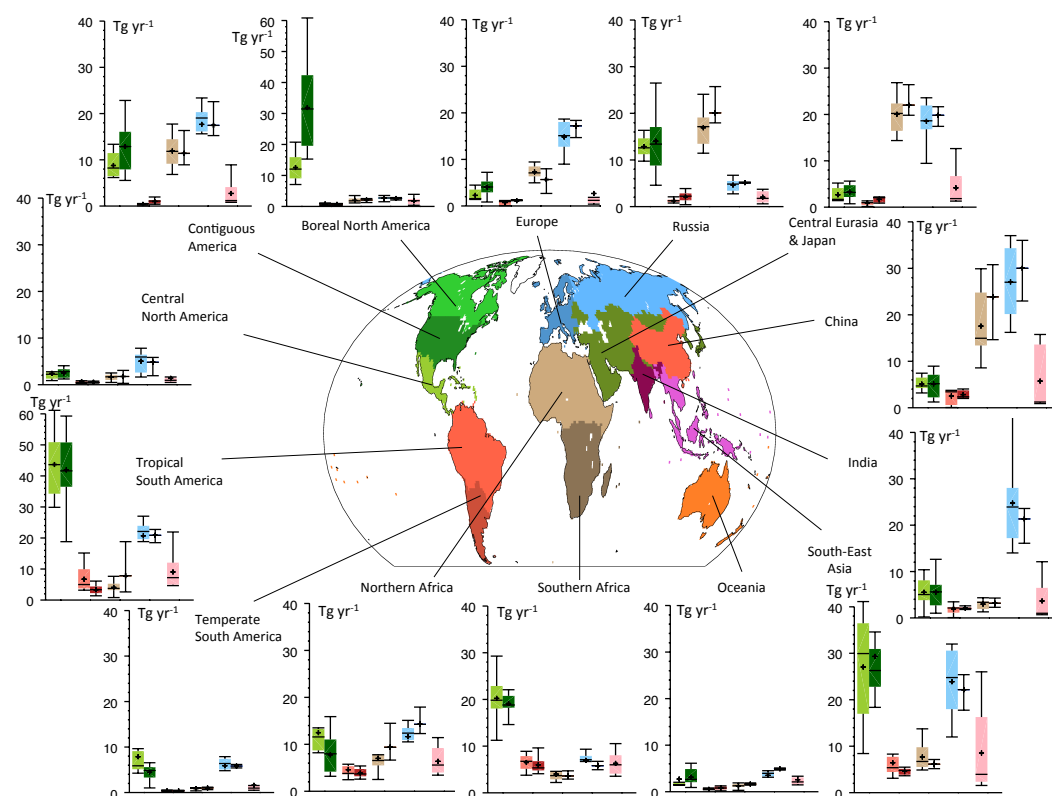 Tg yr-1
40
30
20
10
0
Tg yr-1
60
50
40
30
20
10
0
Tg yr-1
40
30
20
10
0
Tg yr-1
40
30
20
10
0
Tg yr-1
40
30
20
10
0
Tg yr-1
40
30
20
10
0
Contiguous
America
Boreal North America
Europe
Russia
Central Eurasia
& Japan
Tg yr-1
40
30
20
10
0
Central
North America
China
Tg yr-1
60
50
40
30
20
10
0
Tropical
South America
India
Tg yr-1
40
30
20
10
0
South-East
Asia
Northern Africa
Southern Africa
Oceania
Temperate
South America
Tg yr-1
40
30
20
10
0
Tg yr-1
40
30
20
10
0
Tg yr-1
40
30
20
10
0
Tg yr-1
40
30
20
10
0
Tg yr-1
40
30
20
10
0